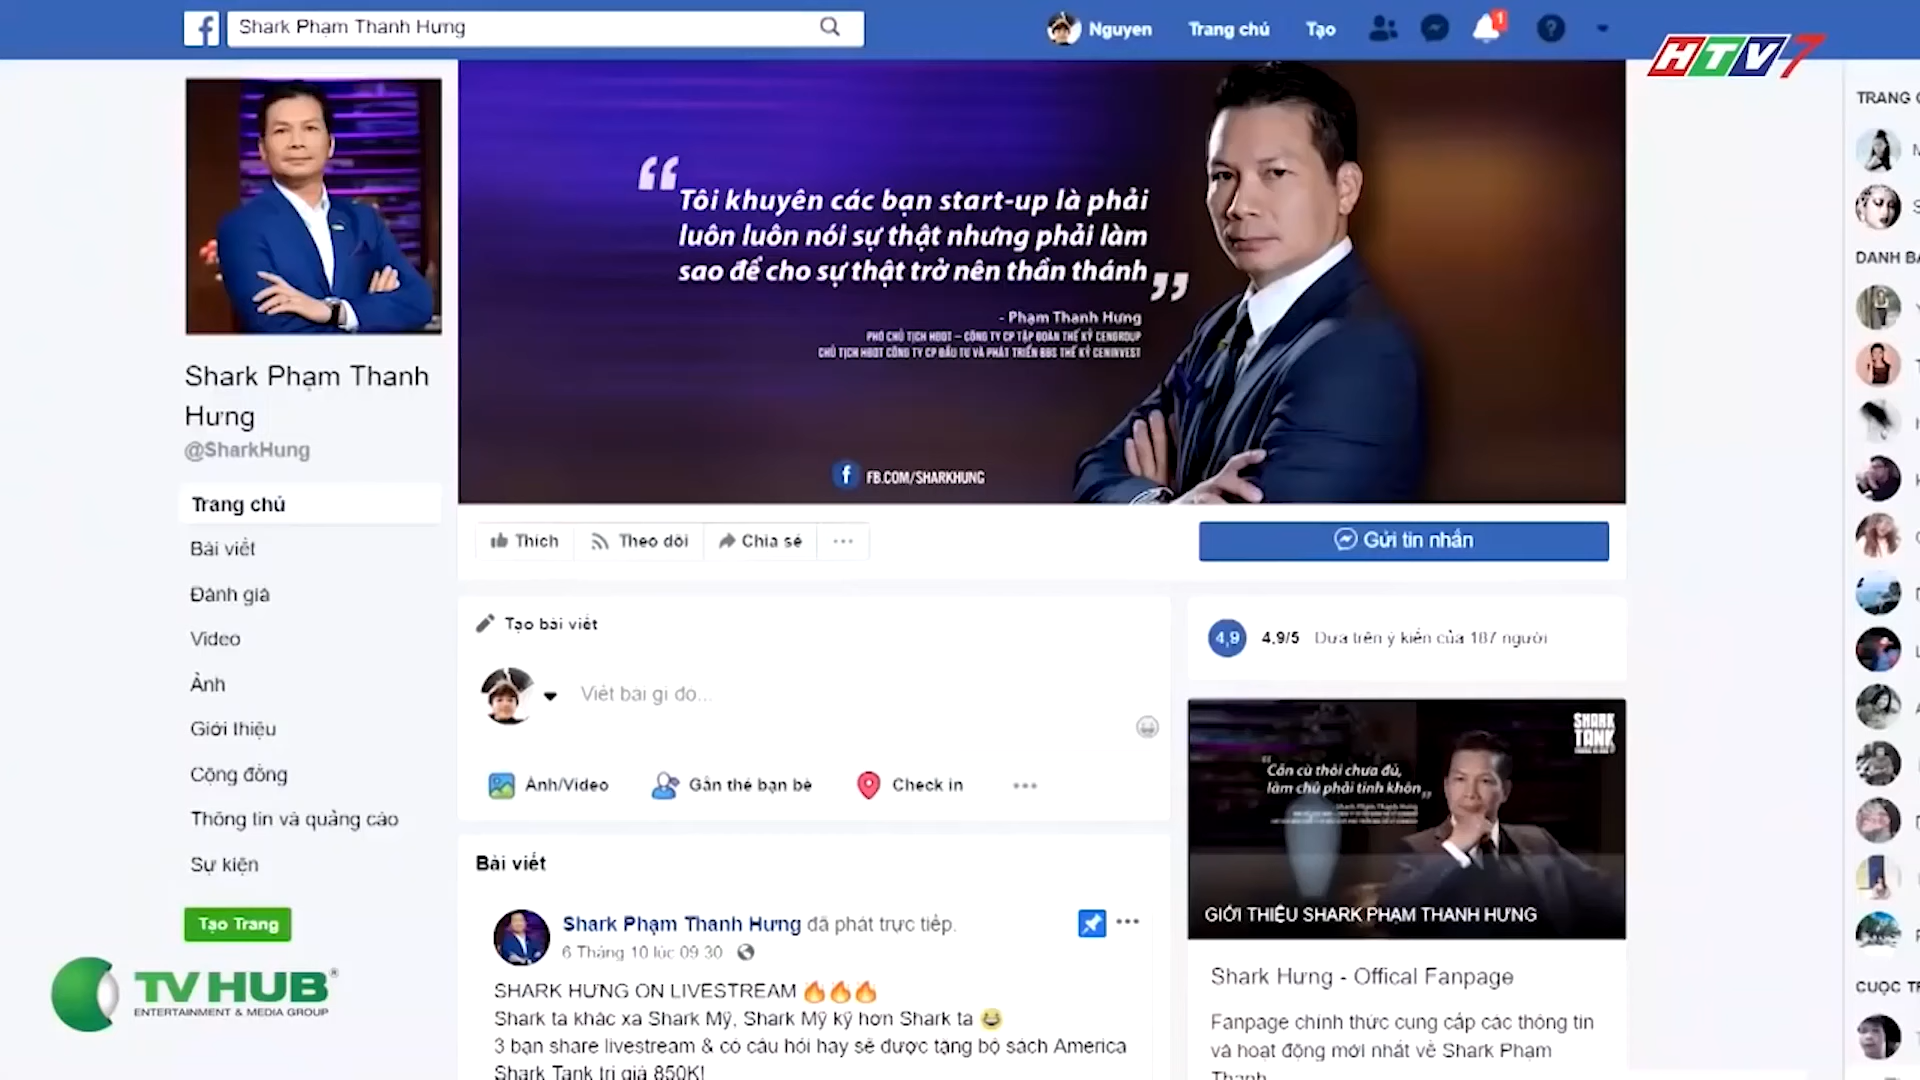 Shark Phạm Thanh Hưng
Nguyen
Trang chủ
Tạo
1
?
HTV7
TRANG
Tôi khuyên các bạn start-up là phải
luôn luôn nói sự thật nhưng phải làm
sao để cho sự thật trở nên thần thánh
- Phạm Thanh Hưng
PHÓ CHỦ TỊCH HĐQT – CÔNG TY CP TẬP ĐOÀN THẾ KỶ CENGROUP
CHỦ TỊCH HĐQT CÔNG TY CP ĐẦU TƯ VÀ PHÁT TRIỂN BĐS THẾ KỶ CENINVEST
FB.COM/SHARKHUNG
Shark Phạm Thanh
Hưng
@SharkHung
Trang chủ
Bài viết
Đánh giá
Video
Ảnh
Giới thiệu
Cộng đồng
Thông tin và quảng cáo
Sự kiện
Tạo Trang
TV HUB®
ENTERTAINMENT & MEDIA GROUP
Thích
Theo dõi
Chia sẻ
...
Gửi tin nhắn
Tạo bài viết
Viết bài gì đó...
Ảnh/Video
Gắn thẻ bạn bè
Check in
...
Bài viết
Shark Phạm Thanh Hưng đã phát trực tiếp.
6 Tháng 10 lúc 09:30
SHARK HƯNG ON LIVESTREAM 🔥🔥🔥
Shark ta khác xa Shark Mỹ, Shark Mỹ kỹ hơn Shark ta 😂
3 bạn share livestream & có câu hỏi hay sẽ được tặng bộ sách America
Shark Tank trị giá 850K!
4,9
4,9/5 Dựa trên ý kiến của 187 người
SHARK
TANK
"Cần cù thôi chưa đủ,
làm chủ phải tinh khôn"
GIỚI THIỆU SHARK PHẠM THANH HƯNG
Shark Hưng - Offical Fanpage
Fanpage chính thức cung cấp các thông tin
và hoạt động mới nhất về Shark Phạm
Thanh
DANH BẠ